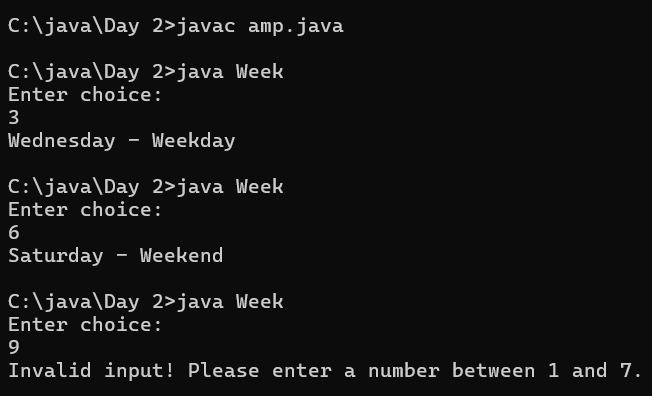 C:\java\Day 2>javac amp.java
C:\java\Day 2>java Week
Enter choice:
3
Wednesday - Weekday
C:\java\Day 2>java Week
Enter choice:
6
Saturday - Weekend
C:\java\Day 2>java Week
Enter choice:
9
Invalid input! Please enter a number between 1 and 7.